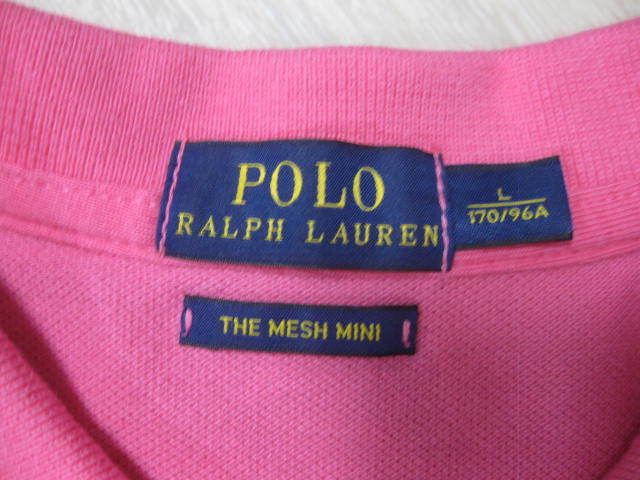 POLO
RALPH LAUREN
L
170/96A
THE MESH MINI